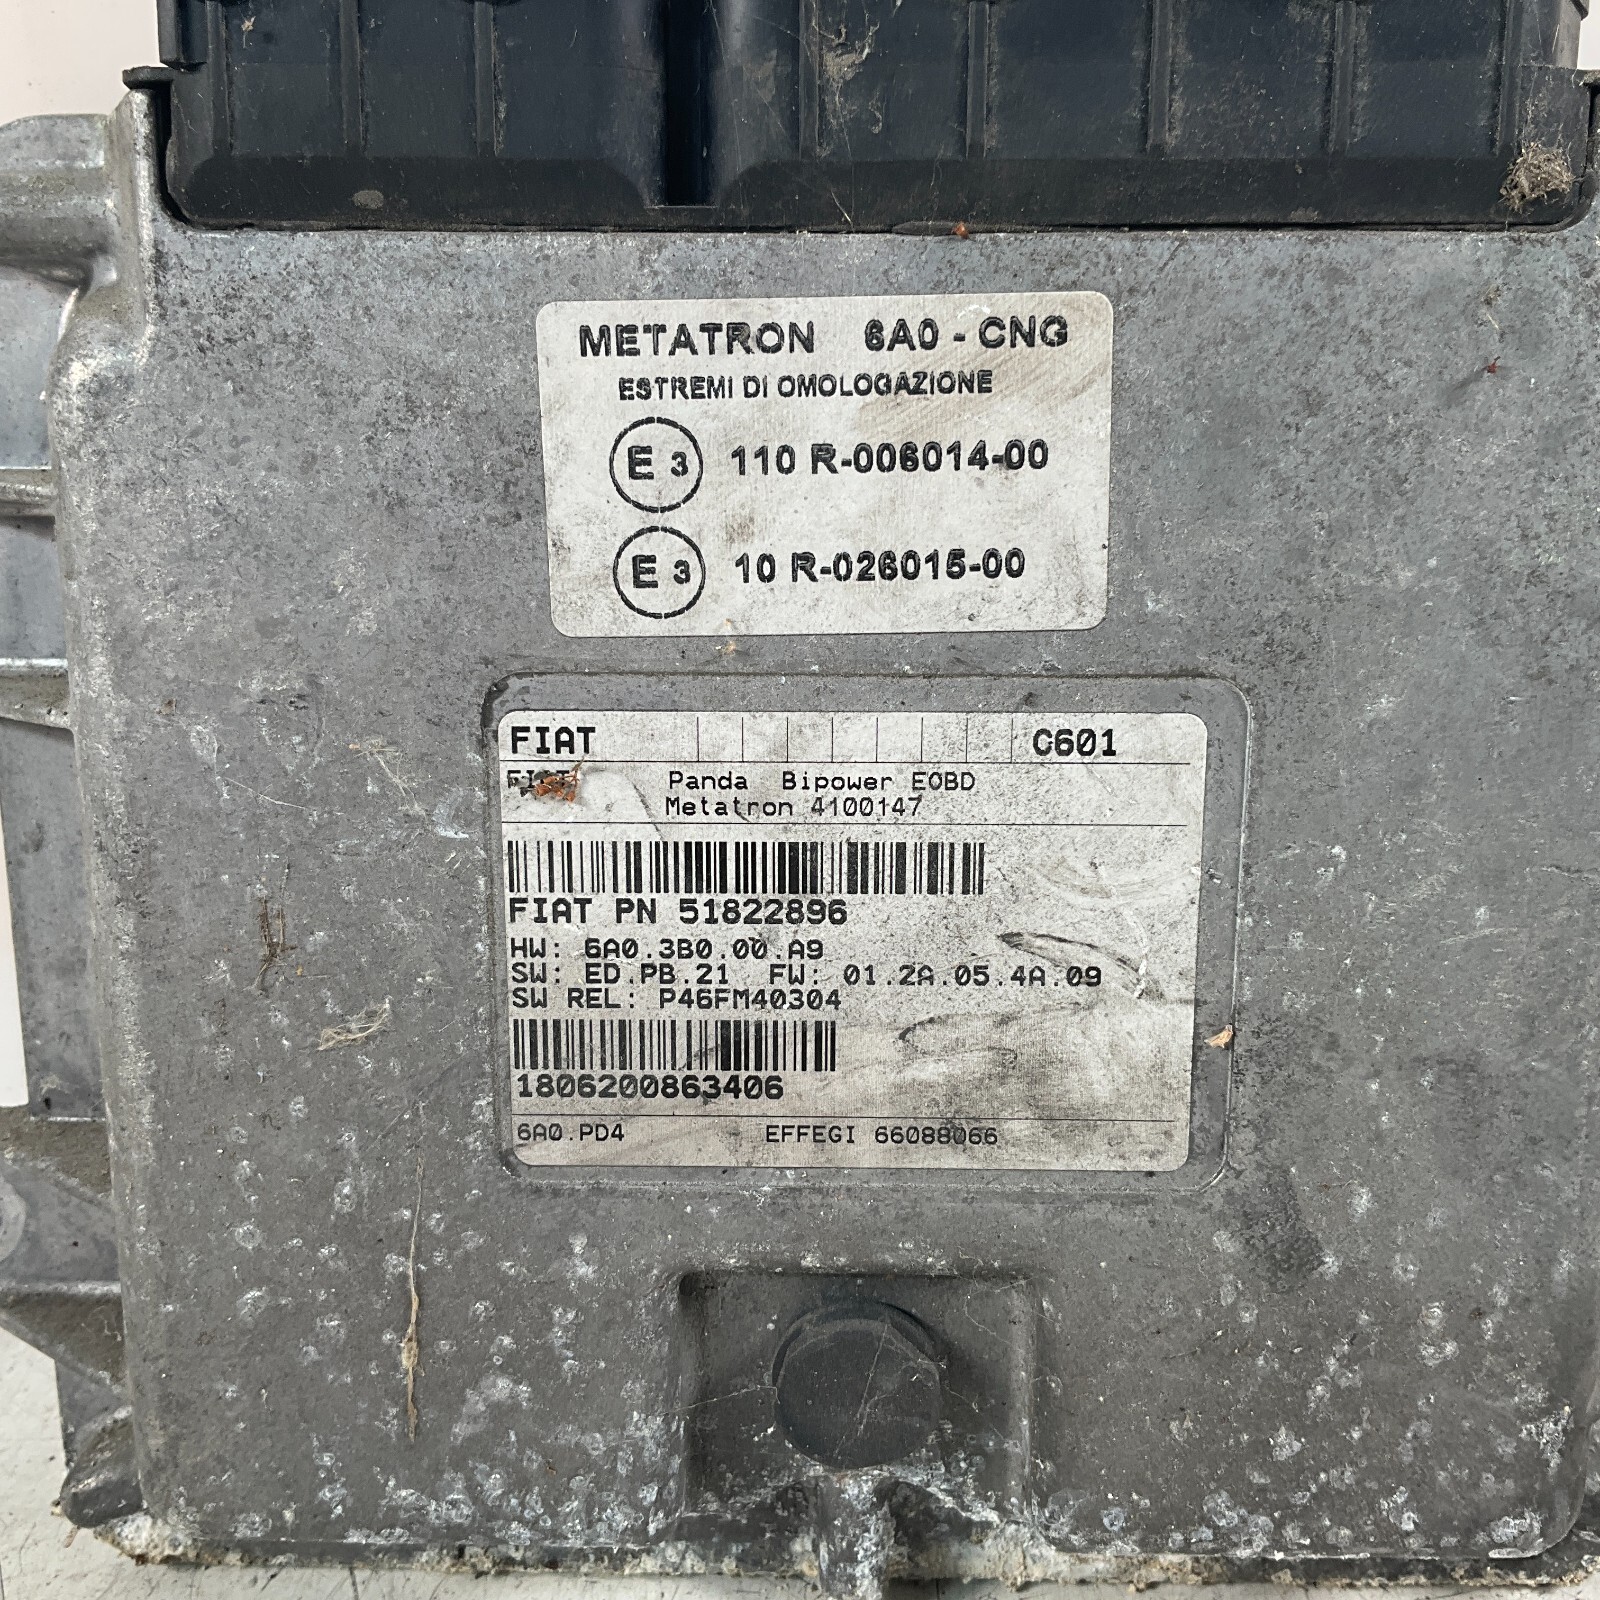 METATRON 6A0 - CNG
ESTREMI DI OMOLOGAZIONE
E 3 110 R-006014-00
E 3 10 R-026015-00
FIAT C601
Panda Bipower EOBD
Metatron 4100147
FIAT PN 51822896
HW: 6A0.3B0.00.A9
SW: ED.PB.21 FW: 01.2A.05.4A.09
SW REL: P46FM40304
1806200863406
6A0.PD4 EFFEGI 66088066